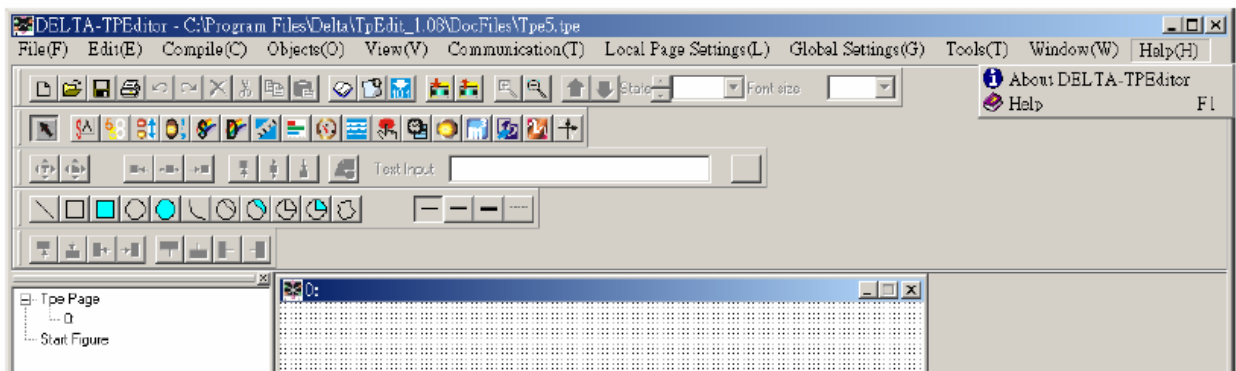 DELTA-TPEditor - C:\Program Files\Delta\TpEdit_1.08\DocFiles\Tpe5.tpe
File(F) Edit(E) Compile(C) Objects(O) View(V) Communication(T) Local Page Settings(L) Global Settings(G) Tools(T) Window(W) Help(H)
About DELTA-TPEditor
Help F1
State Font size
Text Input
Tpe Page
0:
Start Figure
0: